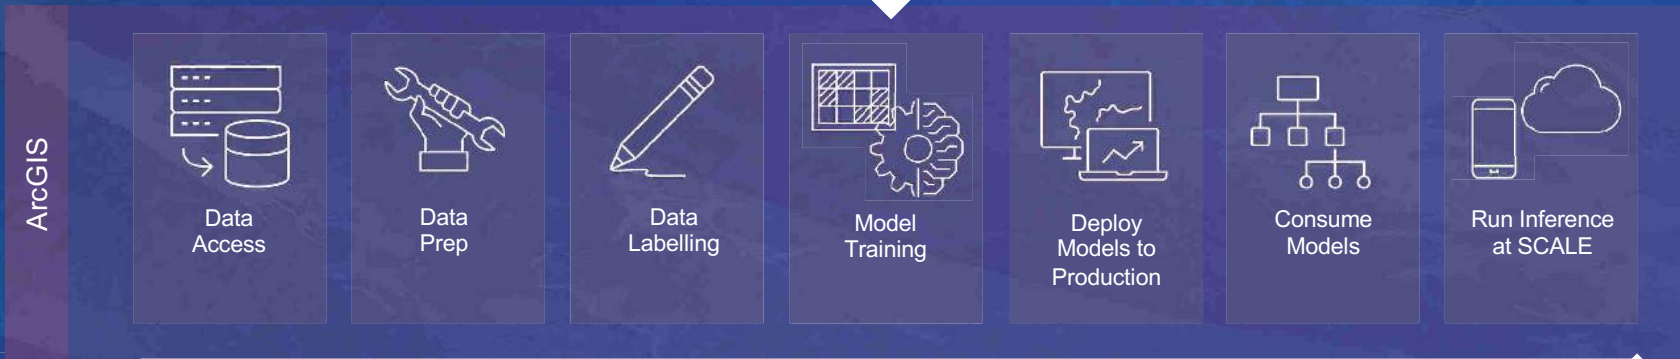 ArcGIS
Data
Access
Data
Prep
Data
Labelling
Model
Training
Deploy
Models to
Production
Consume
Models
Run Inference
at SCALE